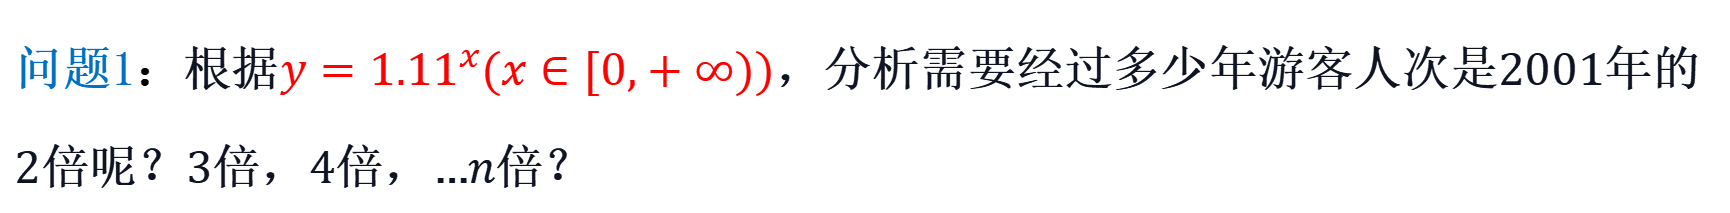 问题1：根据y = 1.11ˣ(x ∈ [0, + ∞))，分析需要经过多少年游客人次是2001年的
2倍呢？3倍，4倍，...n倍？